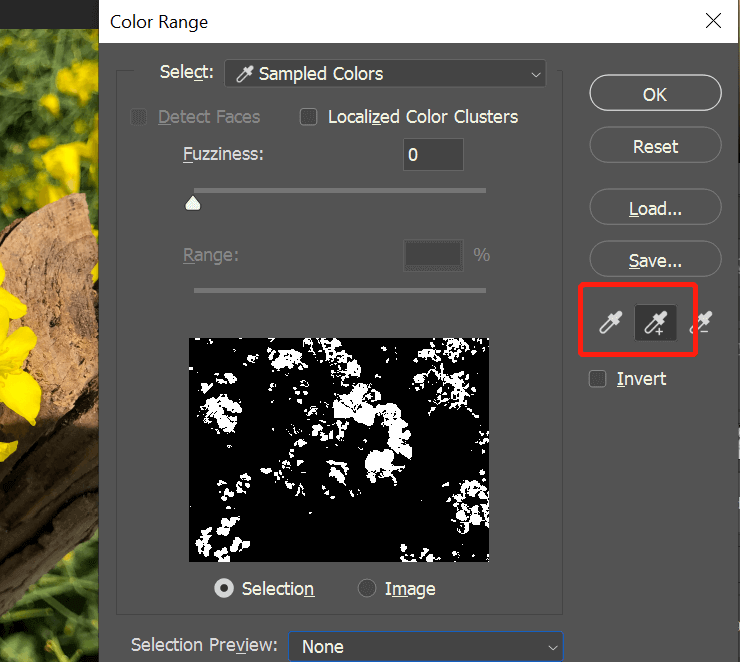 Color Range
Select: Sampled Colors
Detect Faces Localized Color Clusters
Fuzziness: 0
Range: %
Selection Image
Selection Preview: None
OK
Reset
Load...
Save...
Invert